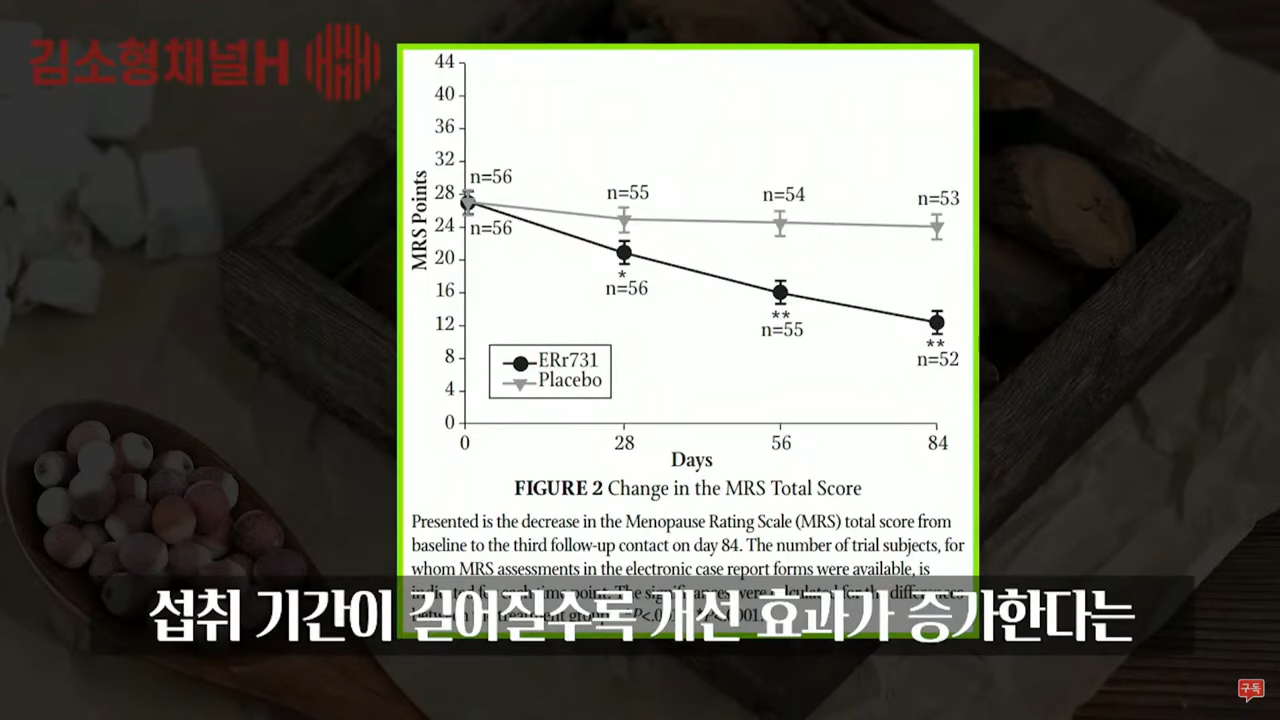 김소형채널H
44
40
36
32
28
24
20
16
12
8
4
0
MRS Points
n=56
n=55
n=54
n=53
n=56
*
n=56
**
n=55
**
n=52
ERr731
Placebo
0 28 56 84
Days
FIGURE 2 Change in the MRS Total Score
Presented is the decrease in the Menopause Rating Scale (MRS) total score from
baseline to the third follow-up contact on day 84. The number of trial subjects, for
whom MRS assessments in the electronic case report forms were available, is
섭취 기간이 길어질수록 개선 효과가 증가한다는
구독